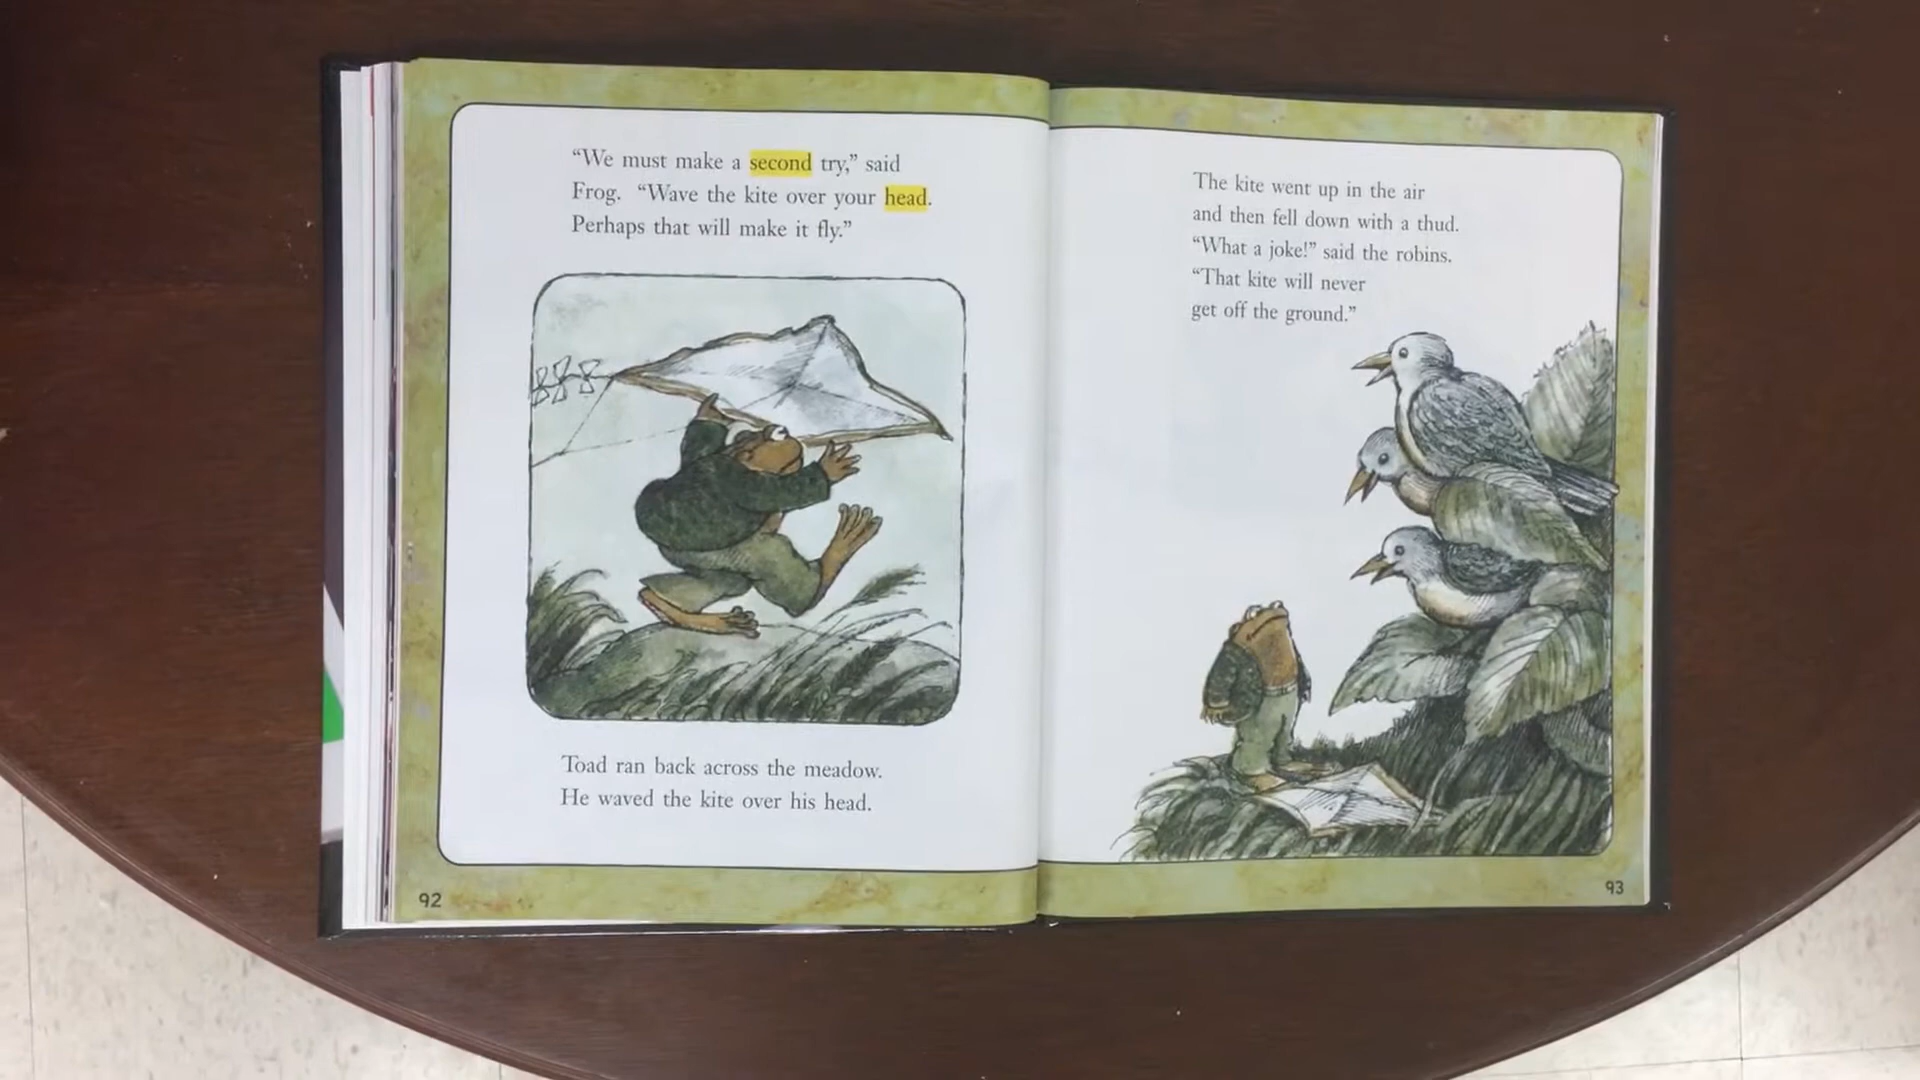 “We must make a second try,” said
Frog. “Wave the kite over your head.
Perhaps that will make it fly.”
Toad ran back across the meadow.
He waved the kite over his head.
92
The kite went up in the air
and then fell down with a thud.
“What a joke!” said the robins.
“That kite will never
get off the ground.”
93